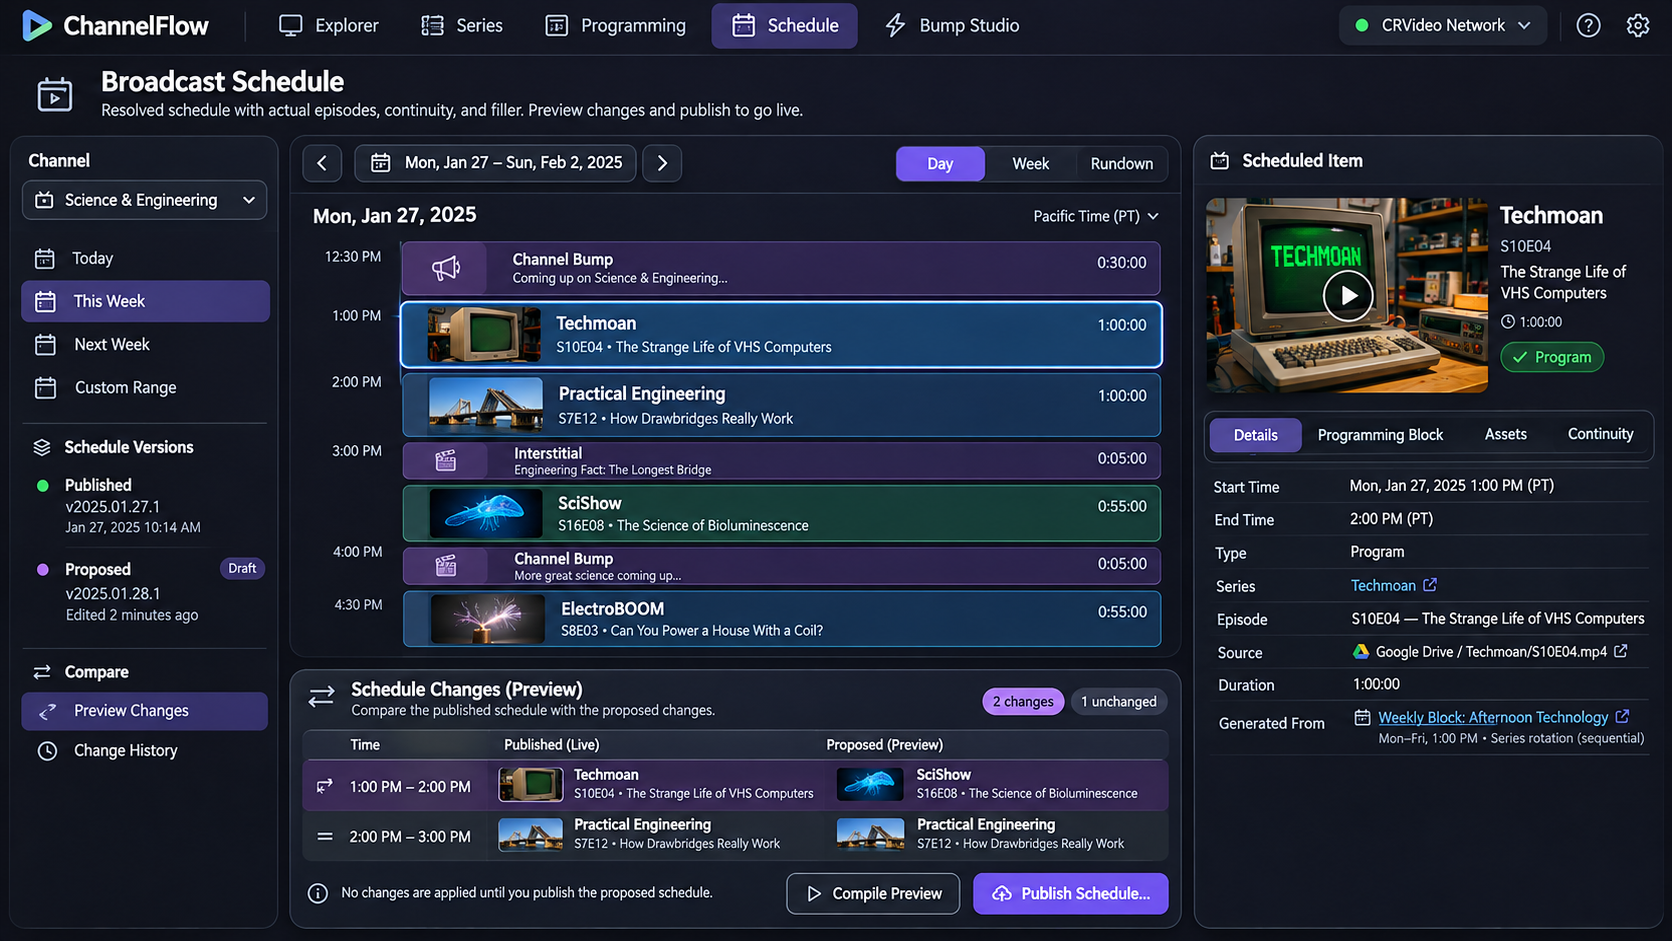 ChannelFlow
Explorer
Series
Programming
Schedule
Bump Studio
CRVideo Network
Broadcast Schedule
Resolved schedule with actual episodes, continuity, and filler. Preview changes and publish to go live.
Channel
Science & Engineering
Today
This Week
Next Week
Custom Range
Schedule Versions
Published
v2025.01.27.1
Jan 27, 2025 10:14 AM
Proposed
Draft
v2025.01.28.1
Edited 2 minutes ago
Compare
Preview Changes
Change History
Mon, Jan 27 – Sun, Feb 2, 2025
Day
Week
Rundown
Mon, Jan 27, 2025
Pacific Time (PT)
12:30 PM
Channel Bump
Coming up on Science & Engineering...
0:30:00
1:00 PM
Techmoan
S10E04 • The Strange Life of VHS Computers
1:00:00
2:00 PM
Practical Engineering
S7E12 • How Drawbridges Really Work
1:00:00
3:00 PM
Interstitial
Engineering Fact: The Longest Bridge
0:05:00
SciShow
S16E08 • The Science of Bioluminescence
0:55:00
4:00 PM
Channel Bump
More great science coming up...
0:05:00
4:30 PM
ElectroBOOM
S8E03 • Can You Power a House With a Coil?
0:55:00
Schedule Changes (Preview)
Compare the published schedule with the proposed changes.
2 changes
1 unchanged
Time
Published (Live)
Proposed (Preview)
1:00 PM – 2:00 PM
Techmoan
S10E04 • The Strange Life of VHS Computers
SciShow
S16E08 • The Science of Bioluminescence
2:00 PM – 3:00 PM
Practical Engineering
S7E12 • How Drawbridges Really Work
Practical Engineering
S7E12 • How Drawbridges Really Work
No changes are applied until you publish the proposed schedule.
Compile Preview
Publish Schedule...
Scheduled Item
TECHMOAN
Techmoan
S10E04
The Strange Life of
VHS Computers
1:00:00
Program
Details
Programming Block
Assets
Continuity
Start Time
Mon, Jan 27, 2025 1:00 PM (PT)
End Time
2:00 PM (PT)
Type
Program
Series
Techmoan
Episode
S10E04 — The Strange Life of VHS Computers
Source
Google Drive / Techmoan/S10E04.mp4
Duration
1:00:00
Generated From
Weekly Block: Afternoon Technology
Mon–Fri, 1:00 PM • Series rotation (sequential)